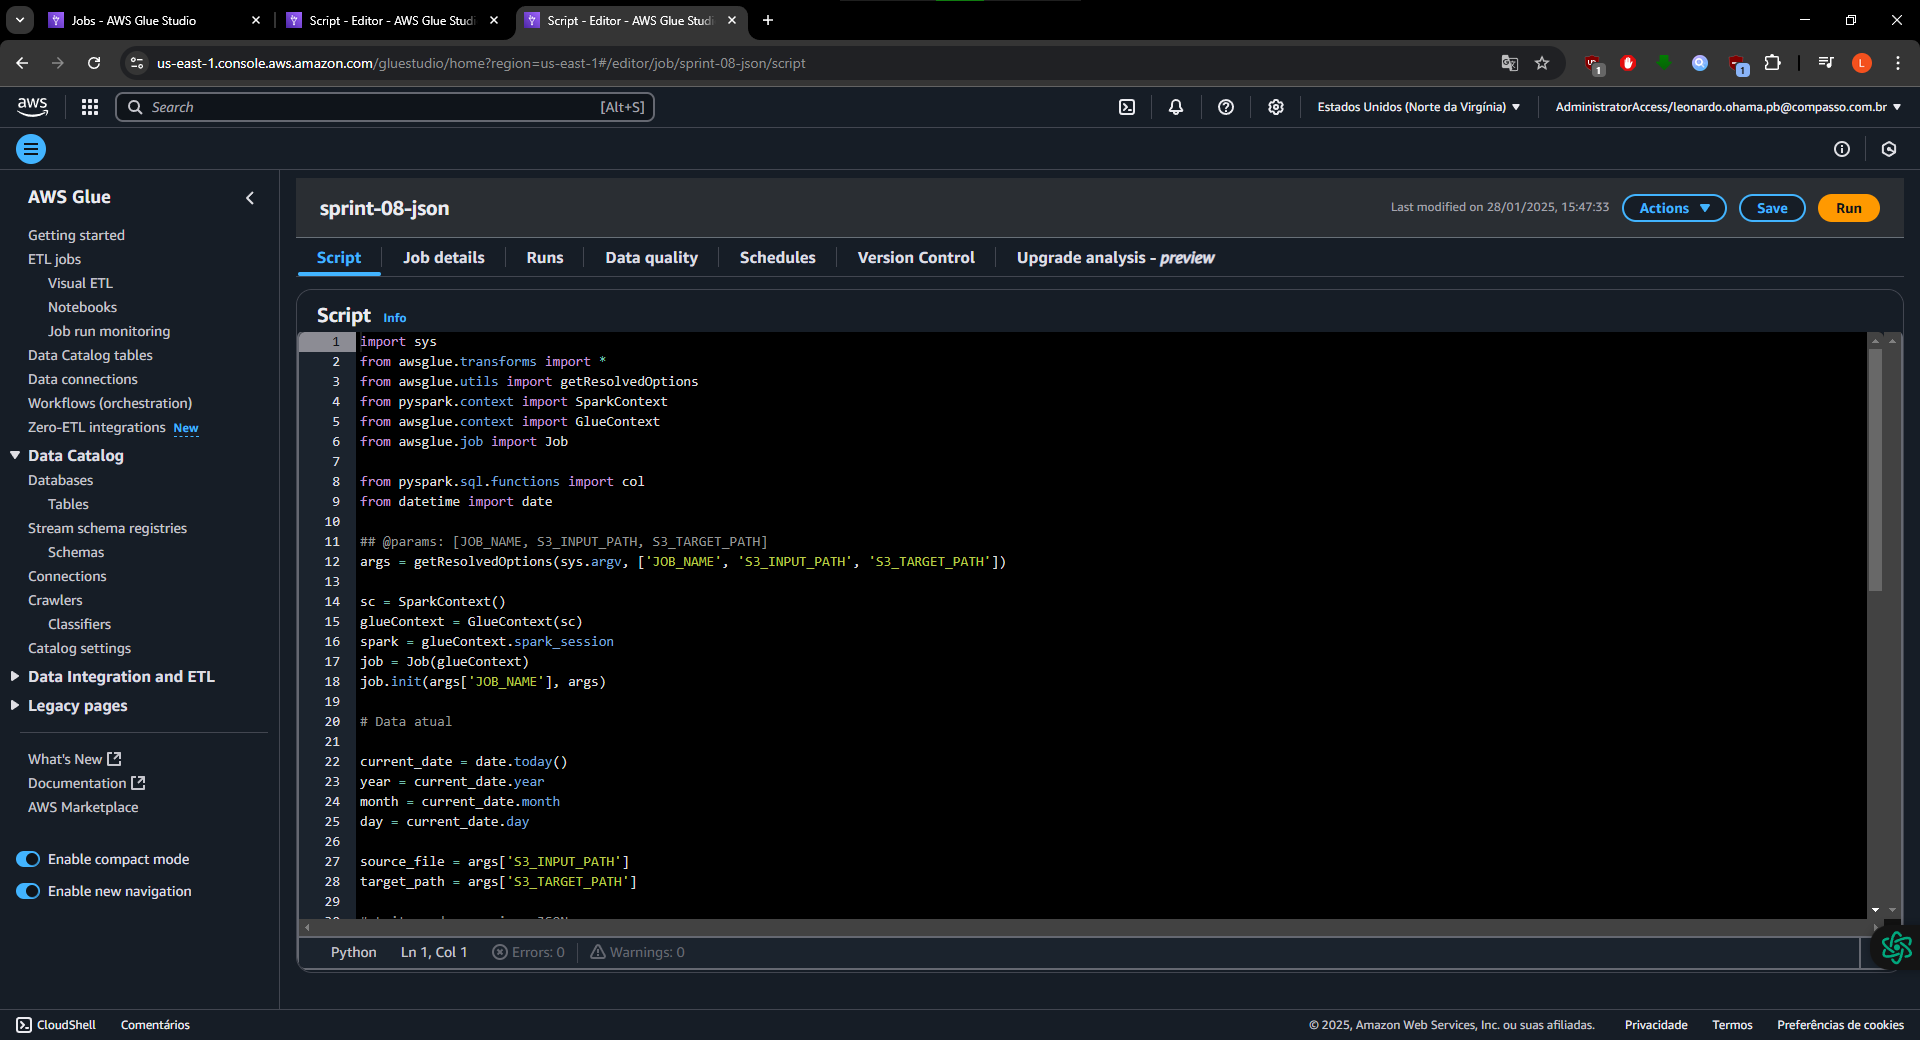 Jobs - AWS Glue Studio
Script - Editor - AWS Glue Studi
Script - Editor - AWS Glue Studi
us-east-1.console.aws.amazon.com/gluestudio/home?region=us-east-1#/editor/job/sprint-08-json/script
1
1
L
aws
Search
[Alt+S]
Estados Unidos (Norte da Virgínia)
AdministratorAccess/leonardo.ohama.pb@compasso.com.br
AWS Glue
Getting started
ETL jobs
Visual ETL
Notebooks
Job run monitoring
Data Catalog tables
Data connections
Workflows (orchestration)
Zero-ETL integrations New
Data Catalog
Databases
Tables
Stream schema registries
Schemas
Connections
Crawlers
Classifiers
Catalog settings
Data Integration and ETL
Legacy pages
What's New
Documentation
AWS Marketplace
Enable compact mode
Enable new navigation
sprint-08-json
Last modified on 28/01/2025, 15:47:33
Actions
Save
Run
Script
Job details
Runs
Data quality
Schedules
Version Control
Upgrade analysis - preview
Script Info
1 import sys
2 from awsglue.transforms import *
3 from awsglue.utils import getResolvedOptions
4 from pyspark.context import SparkContext
5 from awsglue.context import GlueContext
6 from awsglue.job import Job
7
8 from pyspark.sql.functions import col
9 from datetime import date
10
11 ## @params: [JOB_NAME, S3_INPUT_PATH, S3_TARGET_PATH]
12 args = getResolvedOptions(sys.argv, ['JOB_NAME', 'S3_INPUT_PATH', 'S3_TARGET_PATH'])
13
14 sc = SparkContext()
15 glueContext = GlueContext(sc)
16 spark = glueContext.spark_session
17 job = Job(glueContext)
18 job.init(args['JOB_NAME'], args)
19
20 # Data atual
21
22 current_date = date.today()
23 year = current_date.year
24 month = current_date.month
25 day = current_date.day
26
27 source_file = args['S3_INPUT_PATH']
28 target_path = args['S3_TARGET_PATH']
29
Python
Ln 1, Col 1
Errors: 0
Warnings: 0
CloudShell
Comentários
© 2025, Amazon Web Services, Inc. ou suas afiliadas.
Privacidade
Termos
Preferências de cookies